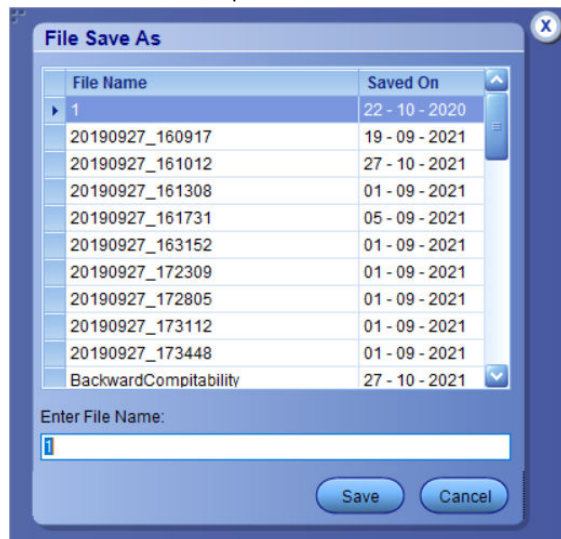 File Save As
X
File Name Saved On
1 22 - 10 - 2020
20190927_160917 19 - 09 - 2021
20190927_161012 27 - 10 - 2021
20190927_161308 01 - 09 - 2021
20190927_161731 05 - 09 - 2021
20190927_163152 01 - 09 - 2021
20190927_172309 01 - 09 - 2021
20190927_172805 01 - 09 - 2021
20190927_173112 01 - 09 - 2021
20190927_173448 01 - 09 - 2021
BackwardCompitability 27 - 10 - 2021
Enter File Name:
1
Save Cancel